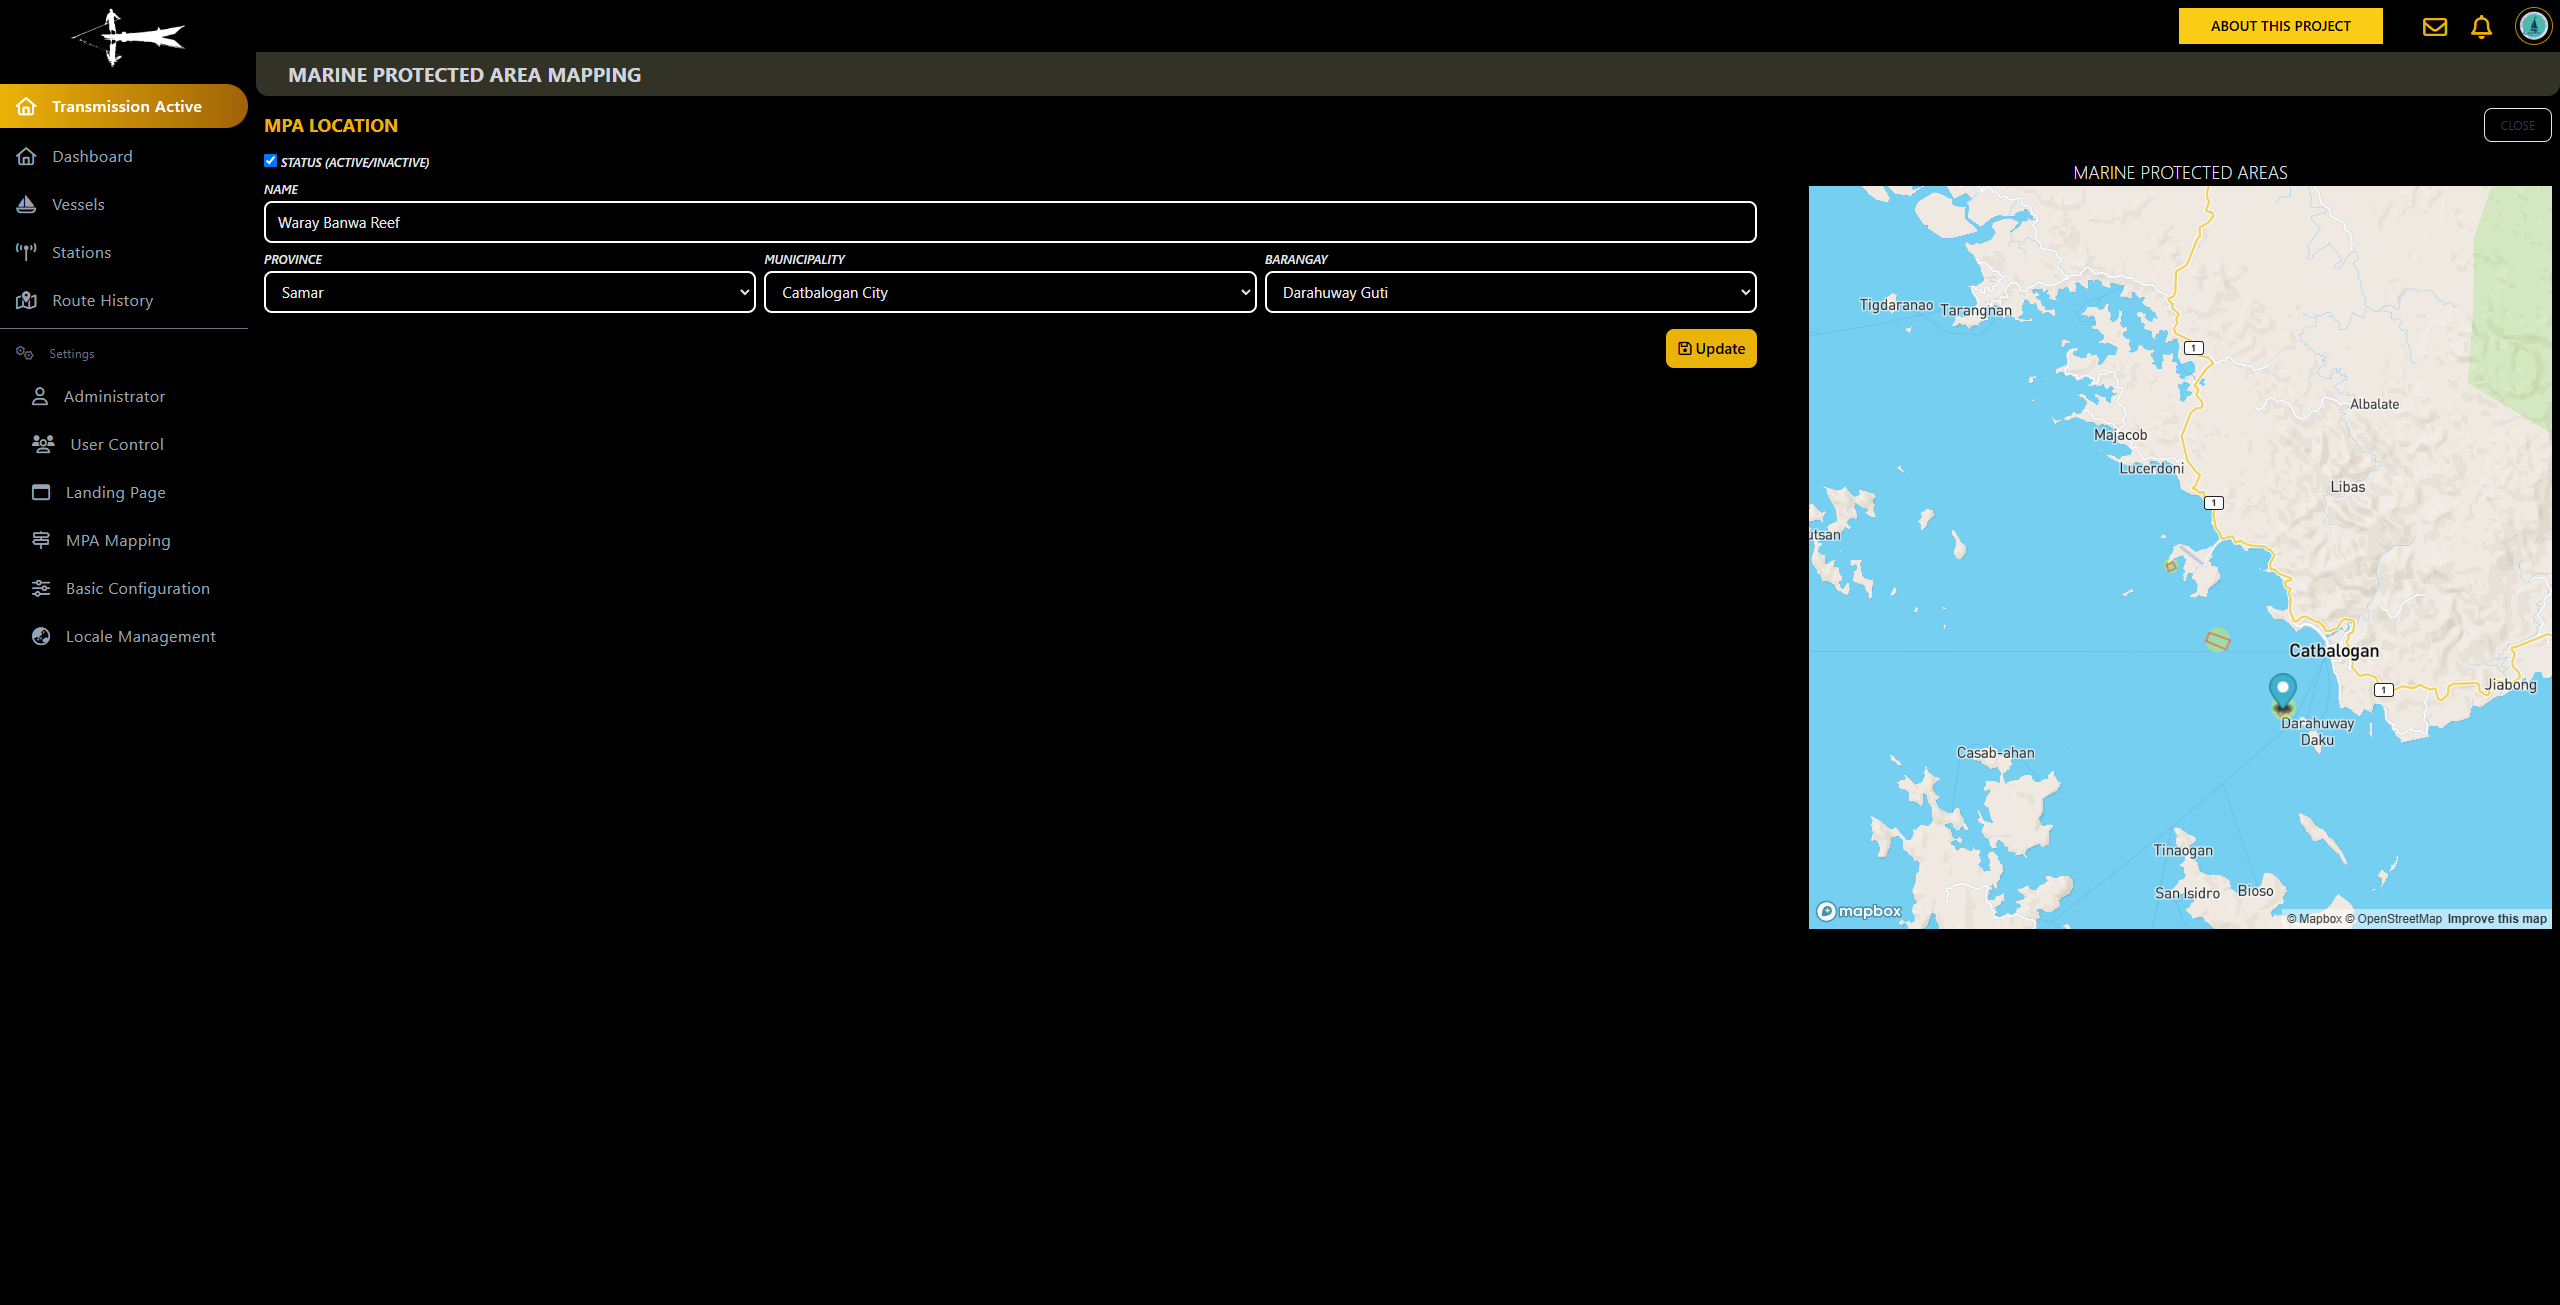 ABOUT THIS PROJECT
MARINE PROTECTED AREA MAPPING
Transmission Active
Dashboard
Vessels
Stations
Route History
Settings
Administrator
User Control
Landing Page
MPA Mapping
Basic Configuration
Locale Management
MPA LOCATION
CLOSE
STATUS (ACTIVE/INACTIVE)
NAME
Waray Banwa Reef
PROVINCE
MUNICIPALITY
BARANGAY
Samar
Catbalogan City
Darahuway Guti
Update
MARINE PROTECTED AREAS
Tigdaranao
Tarangnan
1
Albalate
Majacob
Lucerdoni
Libas
1
utsan
Catbalogan
1
Jiabong
Darahuway
Daku
Casab-ahan
Tinaogan
San Isidro
Bioso
mapbox
© Mapbox © OpenStreetMap Improve this map